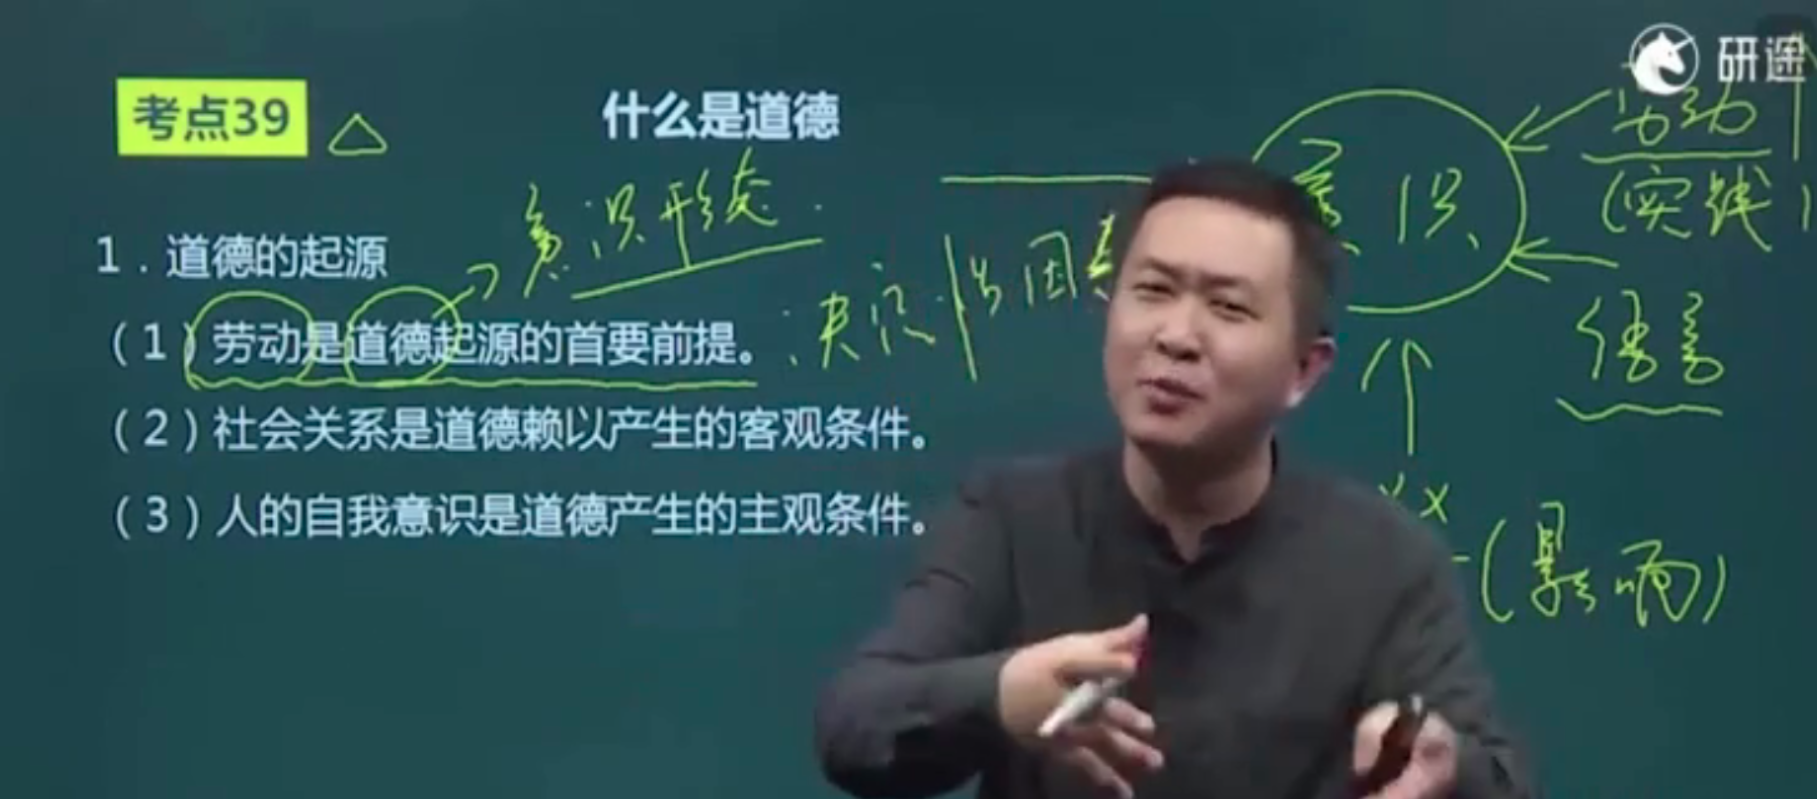 研途
考点39
什么是道德
劳动
意识形态
意识
(实践)
1．道德的起源
决定性因素
（1）劳动是道德起源的首要前提。
语言
（2）社会关系是道德赖以产生的客观条件。
××
（3）人的自我意识是道德产生的主观条件。
(影响)